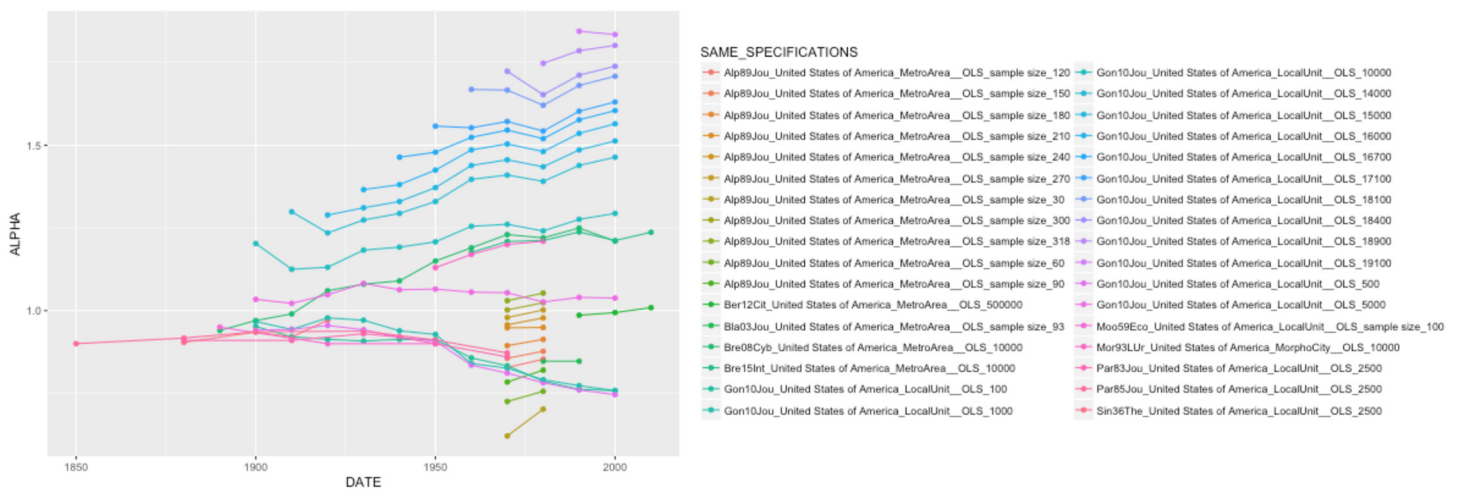 1.5
1.0
ALPHA
1850
1900
1950
2000
DATE
SAME_SPECIFICATIONS
Alp89Jou_United States of America_MetroArea__OLS_sample size_120
Alp89Jou_United States of America_MetroArea__OLS_sample size_150
Alp89Jou_United States of America_MetroArea__OLS_sample size_180
Alp89Jou_United States of America_MetroArea__OLS_sample size_210
Alp89Jou_United States of America_MetroArea__OLS_sample size_240
Alp89Jou_United States of America_MetroArea__OLS_sample size_270
Alp89Jou_United States of America_MetroArea__OLS_sample size_30
Alp89Jou_United States of America_MetroArea__OLS_sample size_300
Alp89Jou_United States of America_MetroArea__OLS_sample size_318
Alp89Jou_United States of America_MetroArea__OLS_sample size_60
Alp89Jou_United States of America_MetroArea__OLS_sample size_90
Ber12Cit_United States of America_MetroArea__OLS_500000
Bla03Jou_United States of America_MetroArea__OLS_sample size_93
Bre08Cyb_United States of America_MetroArea__OLS_10000
Bre15Int_United States of America_MetroArea__OLS_10000
Gon10Jou_United States of America_LocalUnit__OLS_100
Gon10Jou_United States of America_LocalUnit__OLS_1000
Gon10Jou_United States of America_LocalUnit__OLS_10000
Gon10Jou_United States of America_LocalUnit__OLS_14000
Gon10Jou_United States of America_LocalUnit__OLS_15000
Gon10Jou_United States of America_LocalUnit__OLS_16000
Gon10Jou_United States of America_LocalUnit__OLS_16700
Gon10Jou_United States of America_LocalUnit__OLS_17100
Gon10Jou_United States of America_LocalUnit__OLS_18100
Gon10Jou_United States of America_LocalUnit__OLS_18400
Gon10Jou_United States of America_LocalUnit__OLS_18900
Gon10Jou_United States of America_LocalUnit__OLS_19100
Gon10Jou_United States of America_LocalUnit__OLS_500
Gon10Jou_United States of America_LocalUnit__OLS_5000
Moo59Eco_United States of America_LocalUnit__OLS_sample size_100
Mor93LUr_United States of America_MorphoCity__OLS_10000
Par83Jou_United States of America_LocalUnit__OLS_2500
Par85Jou_United States of America_LocalUnit__OLS_2500
Sin36The_United States of America_LocalUnit__OLS_2500